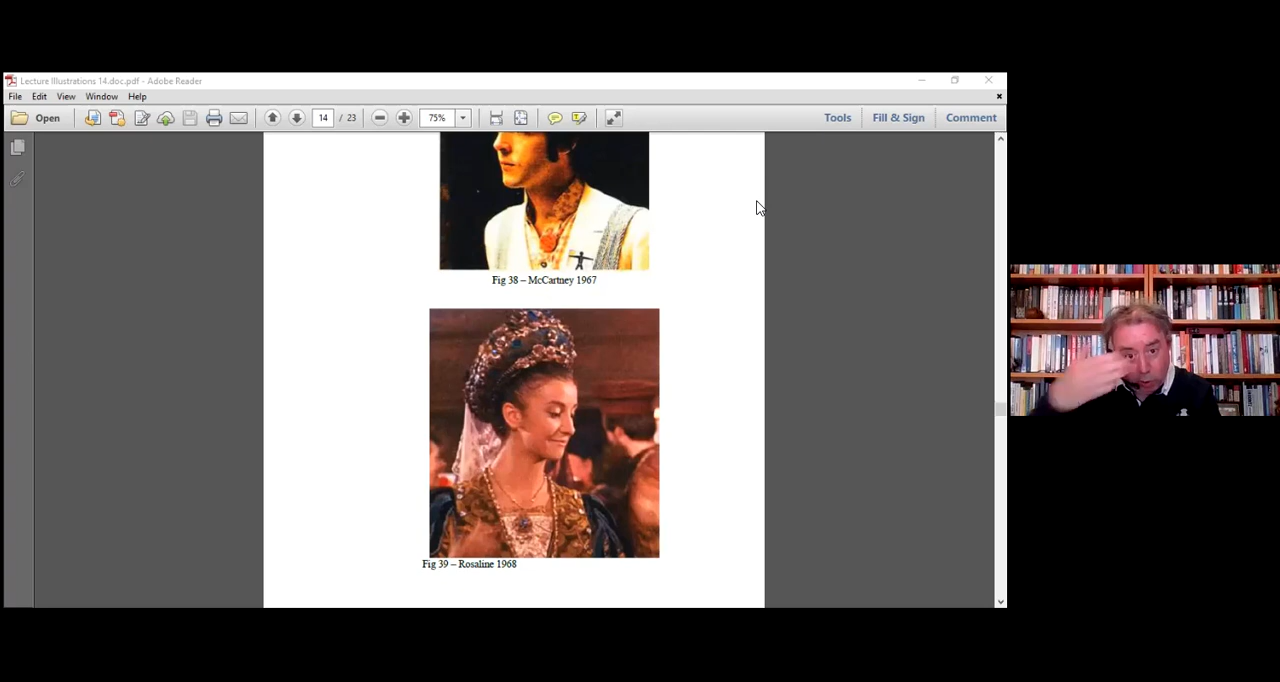 Lecture Illustrations 14.doc.pdf - Adobe Reader
File Edit View Window Help
Open 14 / 23 75% Tools Fill & Sign Comment
Fig 38 – McCartney 1967
Fig 39 – Rosaline 1968